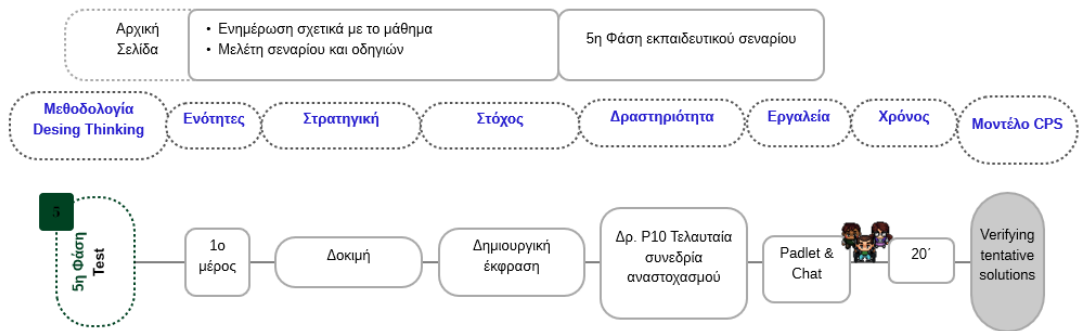 Αρχική
Σελίδα
• Ενημέρωση σχετικά με το μάθημα
• Μελέτη σεναρίου και οδηγιών
5η Φάση εκπαιδευτικού σεναρίου
Μεθοδολογία
Desing Thinking
Ενότητες
Στρατηγική
Στόχος
Δραστηριότητα
Εργαλεία
Χρόνος
Μοντέλο CPS
5
5η Φάση
Test
1ο
μέρος
Δοκιμή
Δημιουργική
έκφραση
Δρ. P10 Τελαυταία
συνεδρία
αναστοχασμού
Padlet &
Chat
20΄
Verifying
tentative
solutions